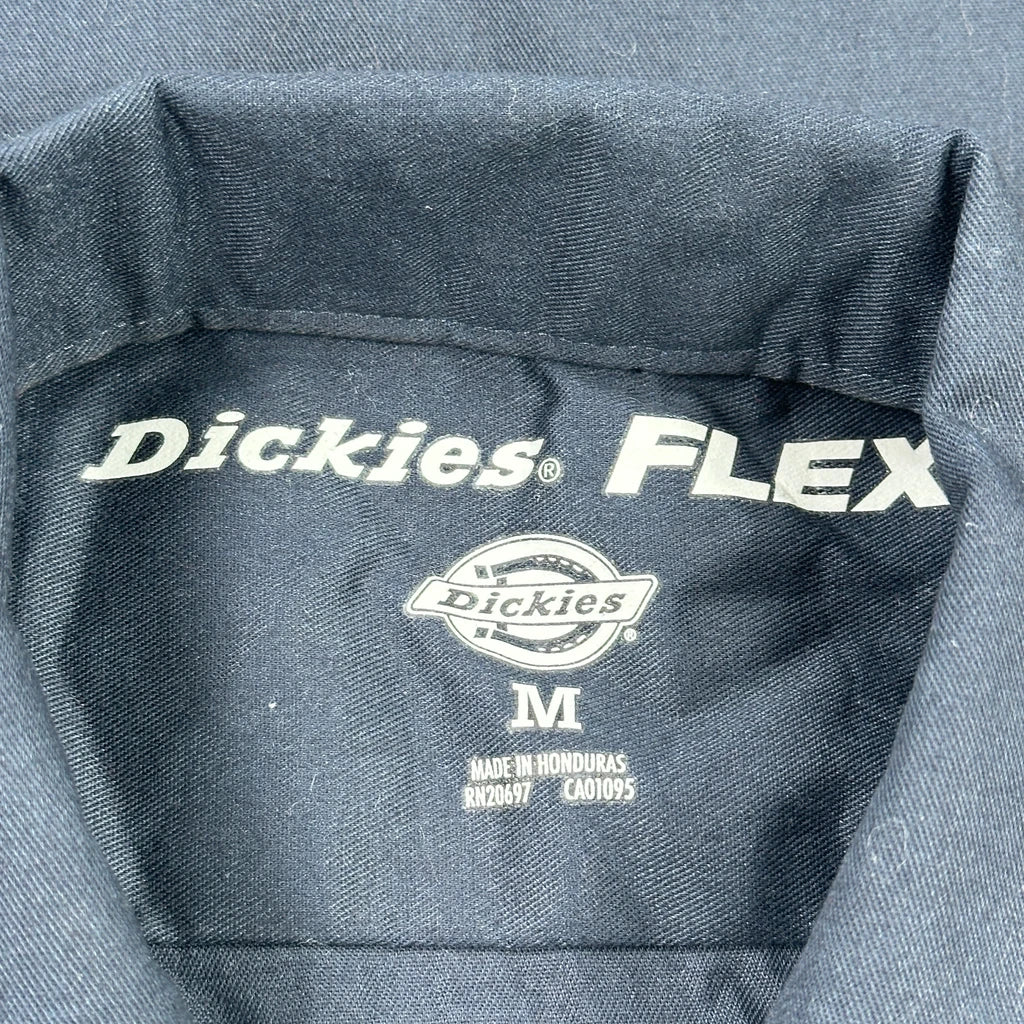 Dickies® FLEX
Dickies®
M
MADE IN HONDURAS
RN20697 CA01095